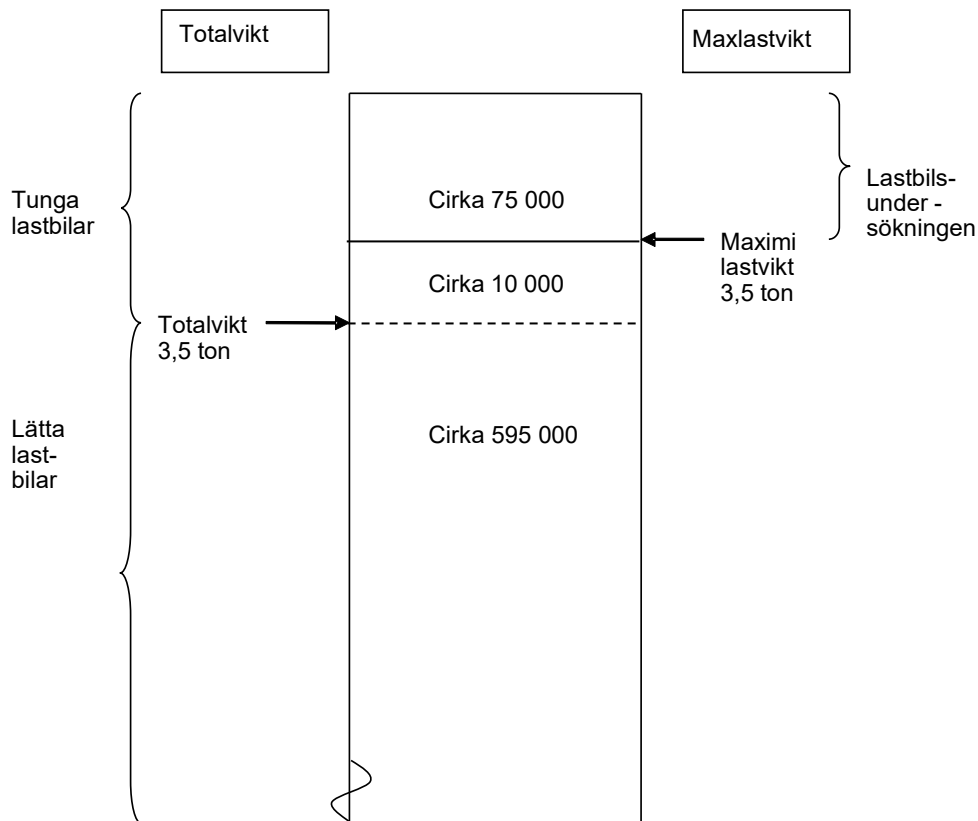 Totalvikt
Maxlastvikt
Tunga
lastbilar
Cirka 75 000
Lastbils-
under -
sökningen
Maximi
lastvikt
3,5 ton
Cirka 10 000
Totalvikt
3,5 ton
Lätta
last-
bilar
Cirka 595 000